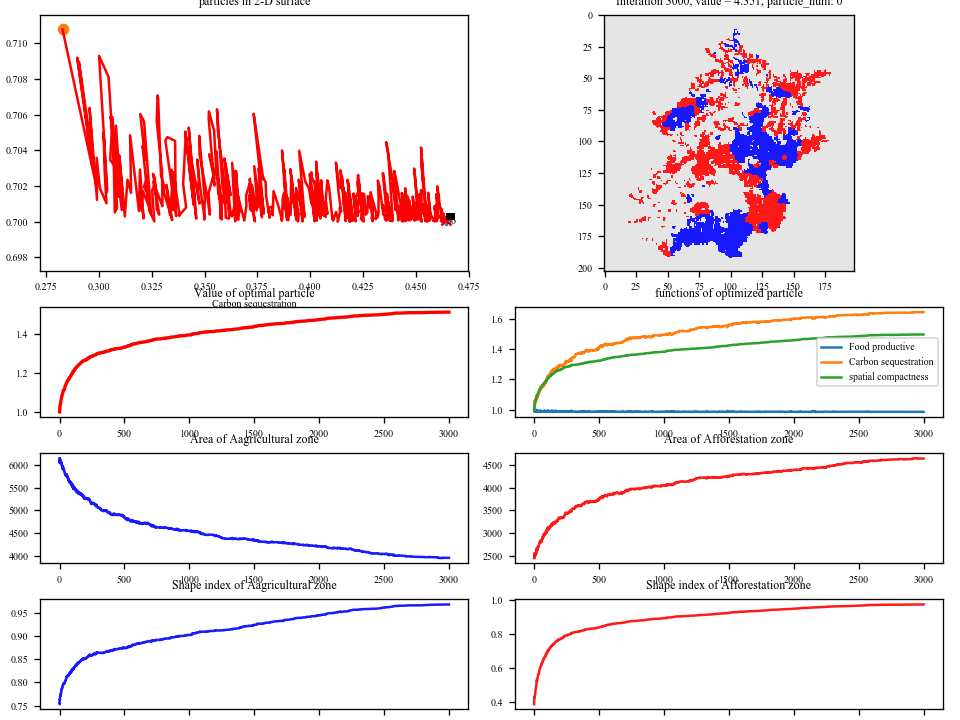 particles in 2-D surface
Interation 3000, value = 4.351, particle_num: 0
0.710
0.708
0.706
0.704
0.702
0.700
0.698
0.275 0.300 0.325 0.350 0.375 0.400 0.425 0.450 0.475
Carbon sequestration
0
25
50
75
100
125
150
175
200
0 25 50 75 100 125 150 175
Value of optimal particle
1.4
1.2
1.0
0 500 1000 1500 2000 2500 3000
functions of optimized particle
1.6
1.4
1.2
1.0
Food productive
Carbon sequestration
spatial compactness
0 500 1000 1500 2000 2500 3000
Area of Aagricultural zone
6000
5500
5000
4500
4000
0 500 1000 1500 2000 2500 3000
Area of Afforestation zone
4500
4000
3500
3000
2500
0 500 1000 1500 2000 2500 3000
Shape index of Aagricultural zone
0.95
0.90
0.85
0.80
0.75
Shape index of Afforestation zone
1.0
0.8
0.6
0.4